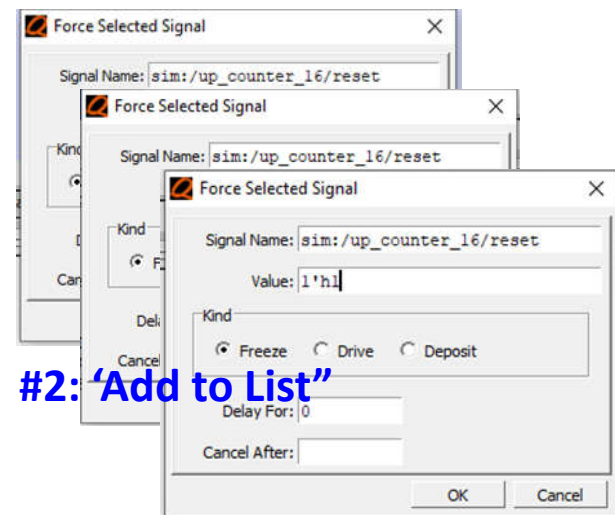 Force Selected Signal
Signal Name: sim:/up_counter_16/reset
Force Selected Signal
Signal Name: sim:/up_counter_16/reset
Kind
Force Selected Signal
Signal Name: sim:/up_counter_16/reset
Value: 1'h1
Kind
Kind
Freeze Drive Deposit
#2: ‘Add to List”
Delay For: 0
Cancel After:
OK Cancel